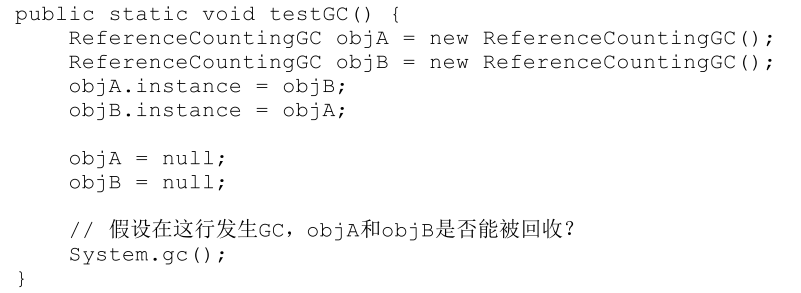 public static void testGC() {
    ReferenceCountingGC objA = new ReferenceCountingGC();
    ReferenceCountingGC objB = new ReferenceCountingGC();
    objA.instance = objB;
    objB.instance = objA;

    objA = null;
    objB = null;

    // 假设在这行发生GC，objA和objB是否能被回收？
    System.gc();
}